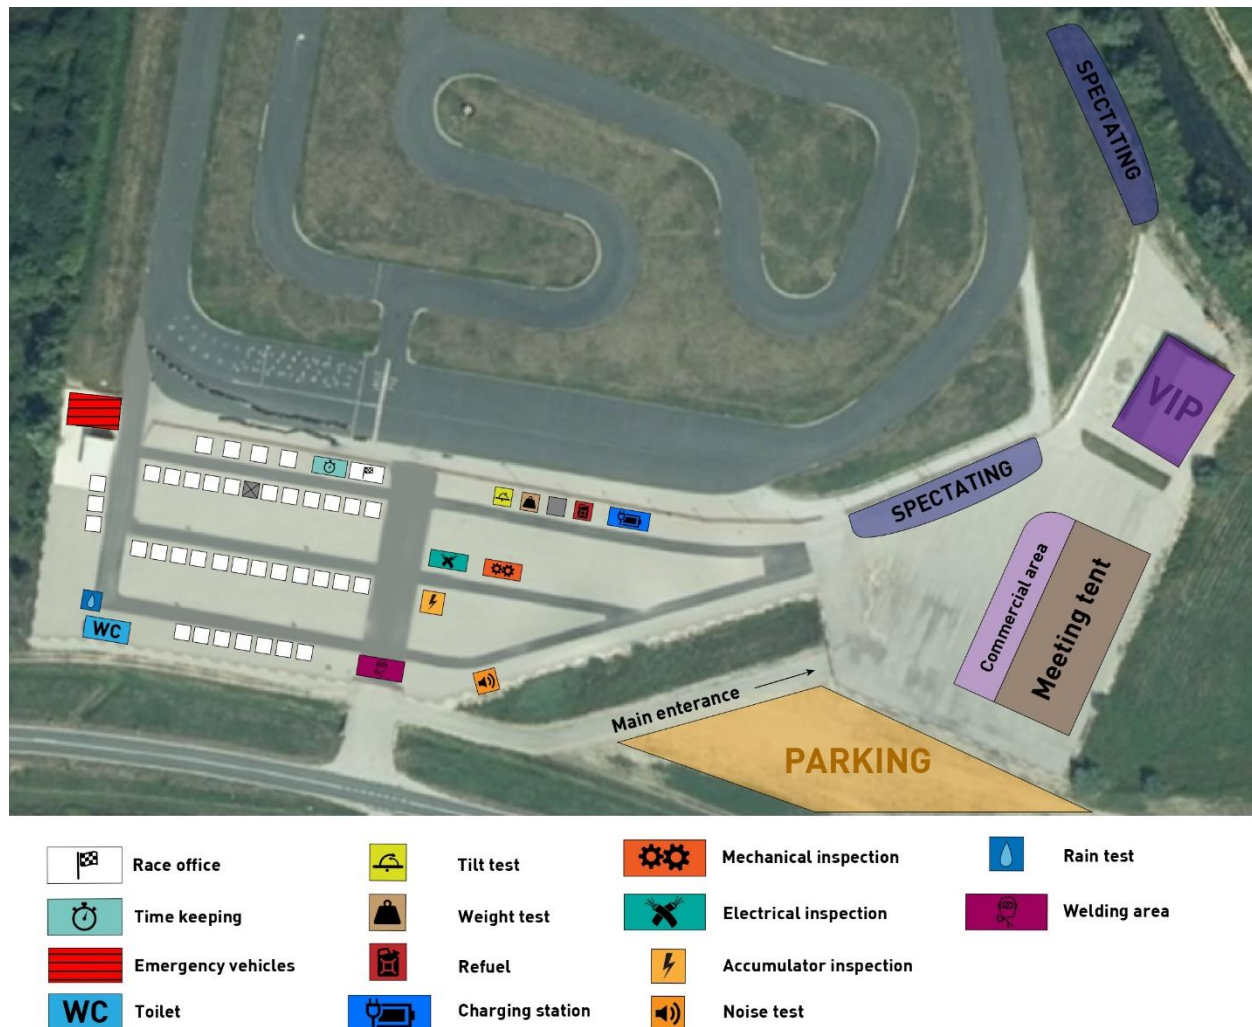 SPECTATING
VIP
SPECTATING
Commercial area
Meeting tent
WC
Main enterance
PARKING
Race office
Tilt test
Mechanical inspection
Rain test
Time keeping
Weight test
Electrical inspection
Welding area
Emergency vehicles
Refuel
Accumulator inspection
WC
Toilet
Charging station
Noise test